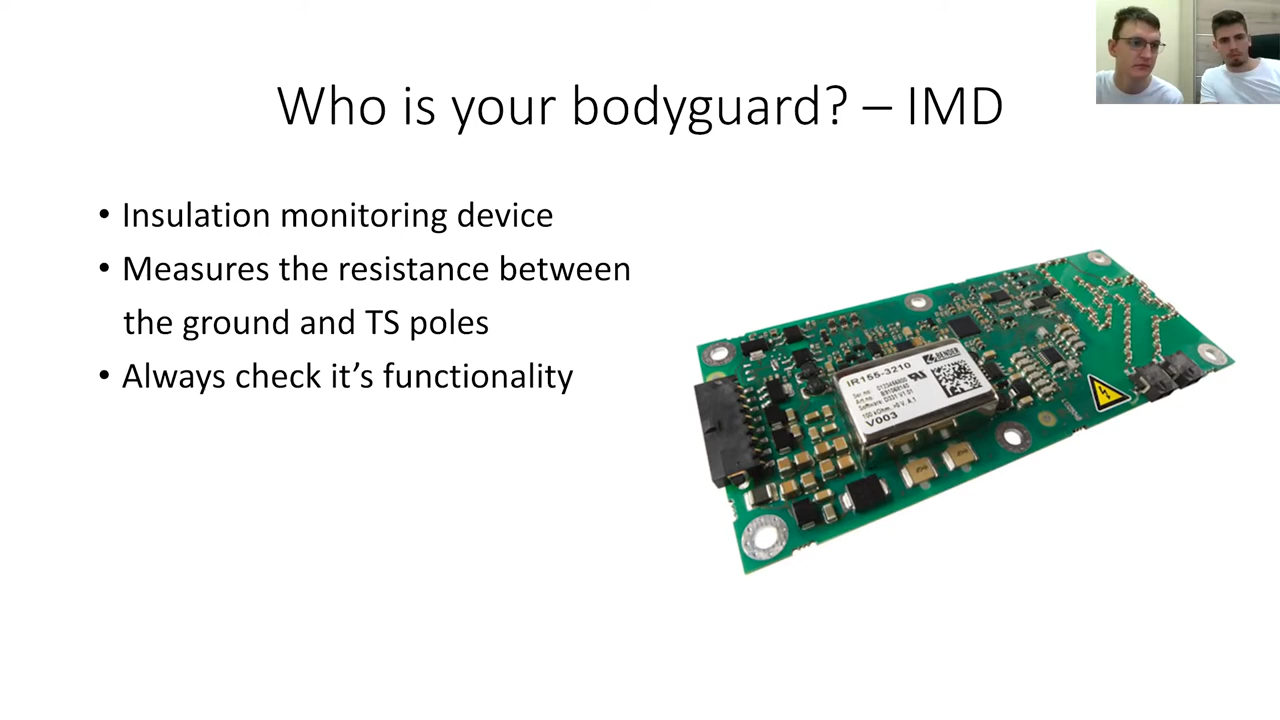 Who is your bodyguard? – IMD
• Insulation monitoring device
• Measures the resistance between
the ground and TS poles
• Always check it's functionality
BENDER
IR155-3210
V003